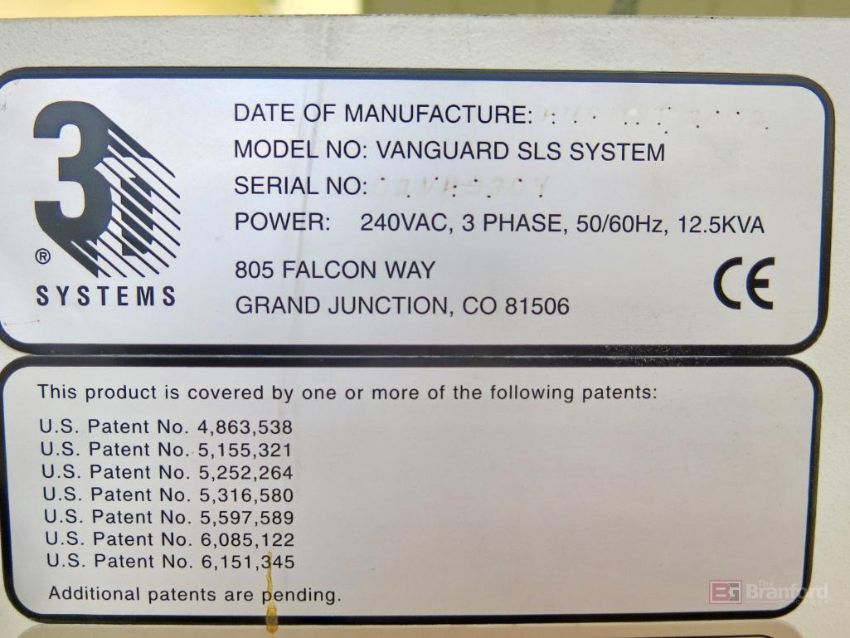 3D
® SYSTEMS
DATE OF MANUFACTURE:
MODEL NO: VANGUARD SLS SYSTEM
SERIAL NO:
POWER: 240VAC, 3 PHASE, 50/60Hz, 12.5KVA
805 FALCON WAY
GRAND JUNCTION, CO 81506
CE
This product is covered by one or more of the following patents:
U.S. Patent No. 4,863,538
U.S. Patent No. 5,155,321
U.S. Patent No. 5,252,264
U.S. Patent No. 5,316,580
U.S. Patent No. 5,597,589
U.S. Patent No. 6,085,122
U.S. Patent No. 6,151,345
Additional patents are pending.
BG The Branford